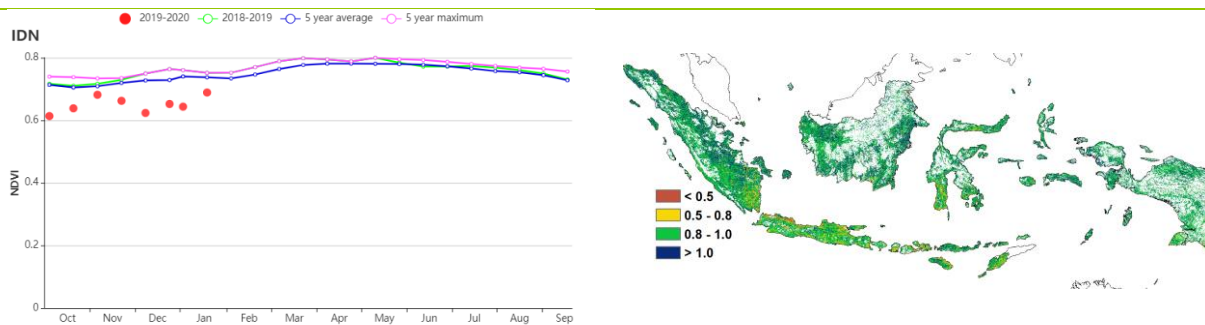 2019-2020 2018-2019 5 year average 5 year maximum
IDN
0.8
0.6
0.4
0.2
0
NDVI
Oct Nov Dec Jan Feb Mar Apr May Jun Jul Aug Sep
< 0.5
0.5 - 0.8
0.8 - 1.0
> 1.0